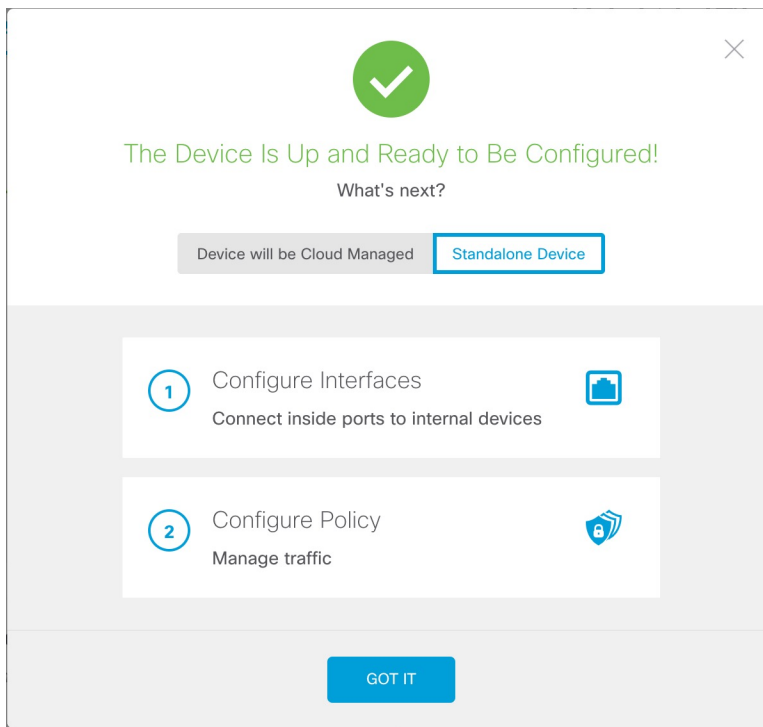 The Device Is Up and Ready to Be Configured!
What's next?
Device will be Cloud Managed
Standalone Device
1
Configure Interfaces
Connect inside ports to internal devices
2
Configure Policy
Manage traffic
GOT IT